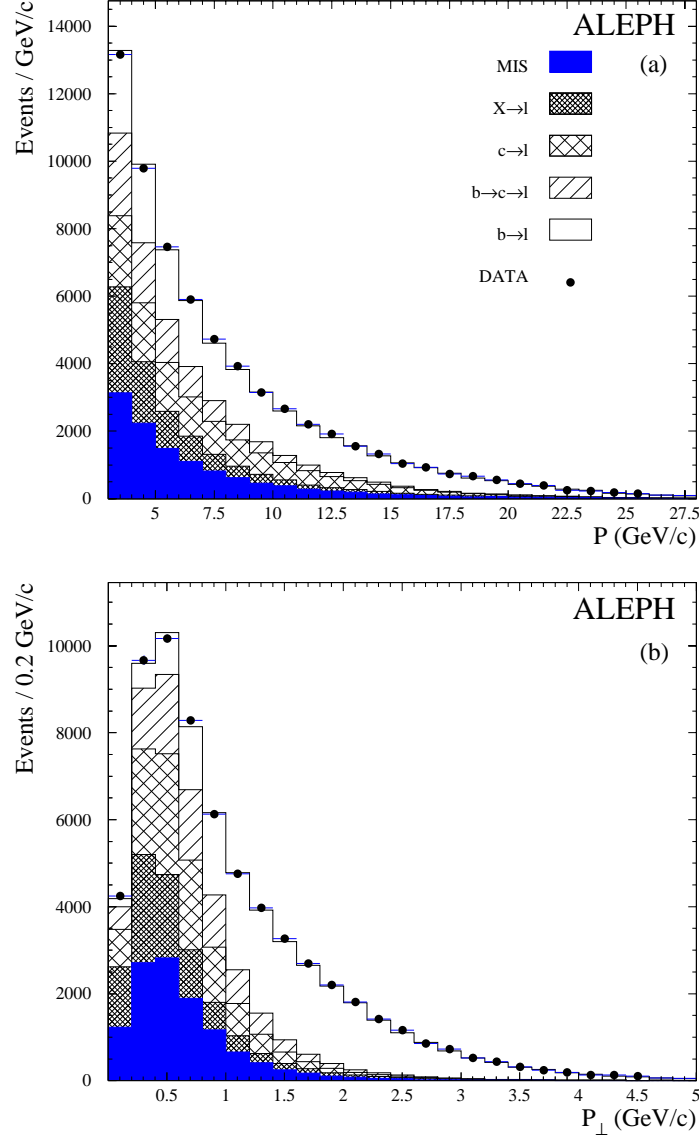 ALEPH
(a)
Events / GeV/c
14000
12000
10000
8000
6000
4000
2000
0
MIS
X→l
c→l
b→c→l
b→l
DATA
5 7.5 10 12.5 15 17.5 20 22.5 25 27.5
P (GeV/c)
ALEPH
(b)
Events / 0.2 GeV/c
10000
8000
6000
4000
2000
0
0.5 1 1.5 2 2.5 3 3.5 4 4.5 5
P⊥ (GeV/c)